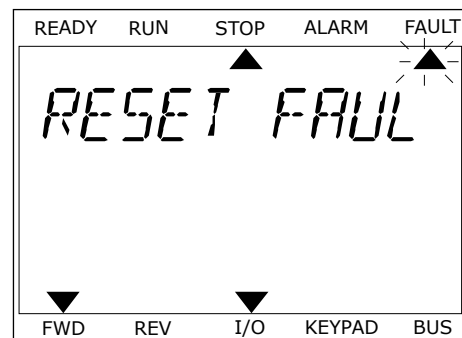 READY RUN STOP ALARM FAULT
RESET FAUL
FWD REV I/O KEYPAD BUS